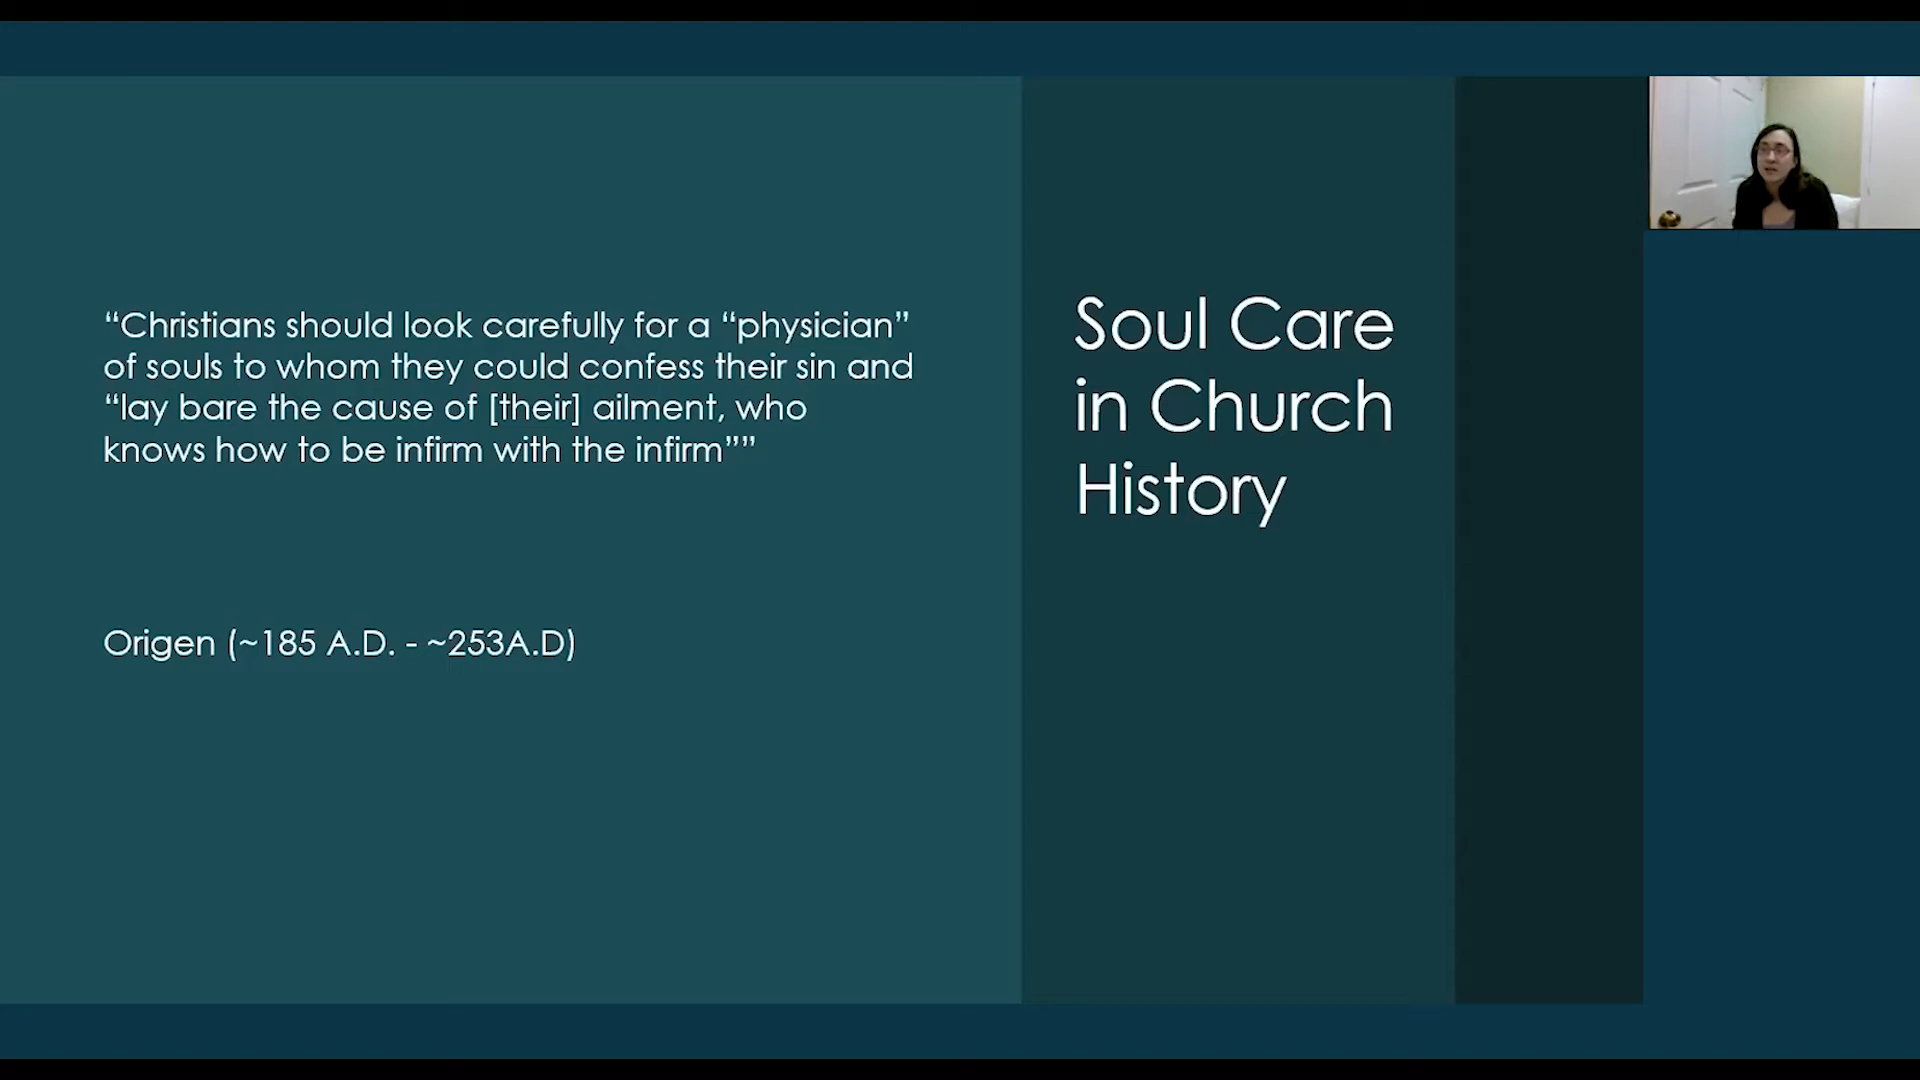 “Christians should look carefully for a “physician”
of souls to whom they could confess their sin and
“lay bare the cause of [their] ailment, who
knows how to be infirm with the infirm””
Origen (~185 A.D. - ~253A.D)
Soul Care
in Church
History